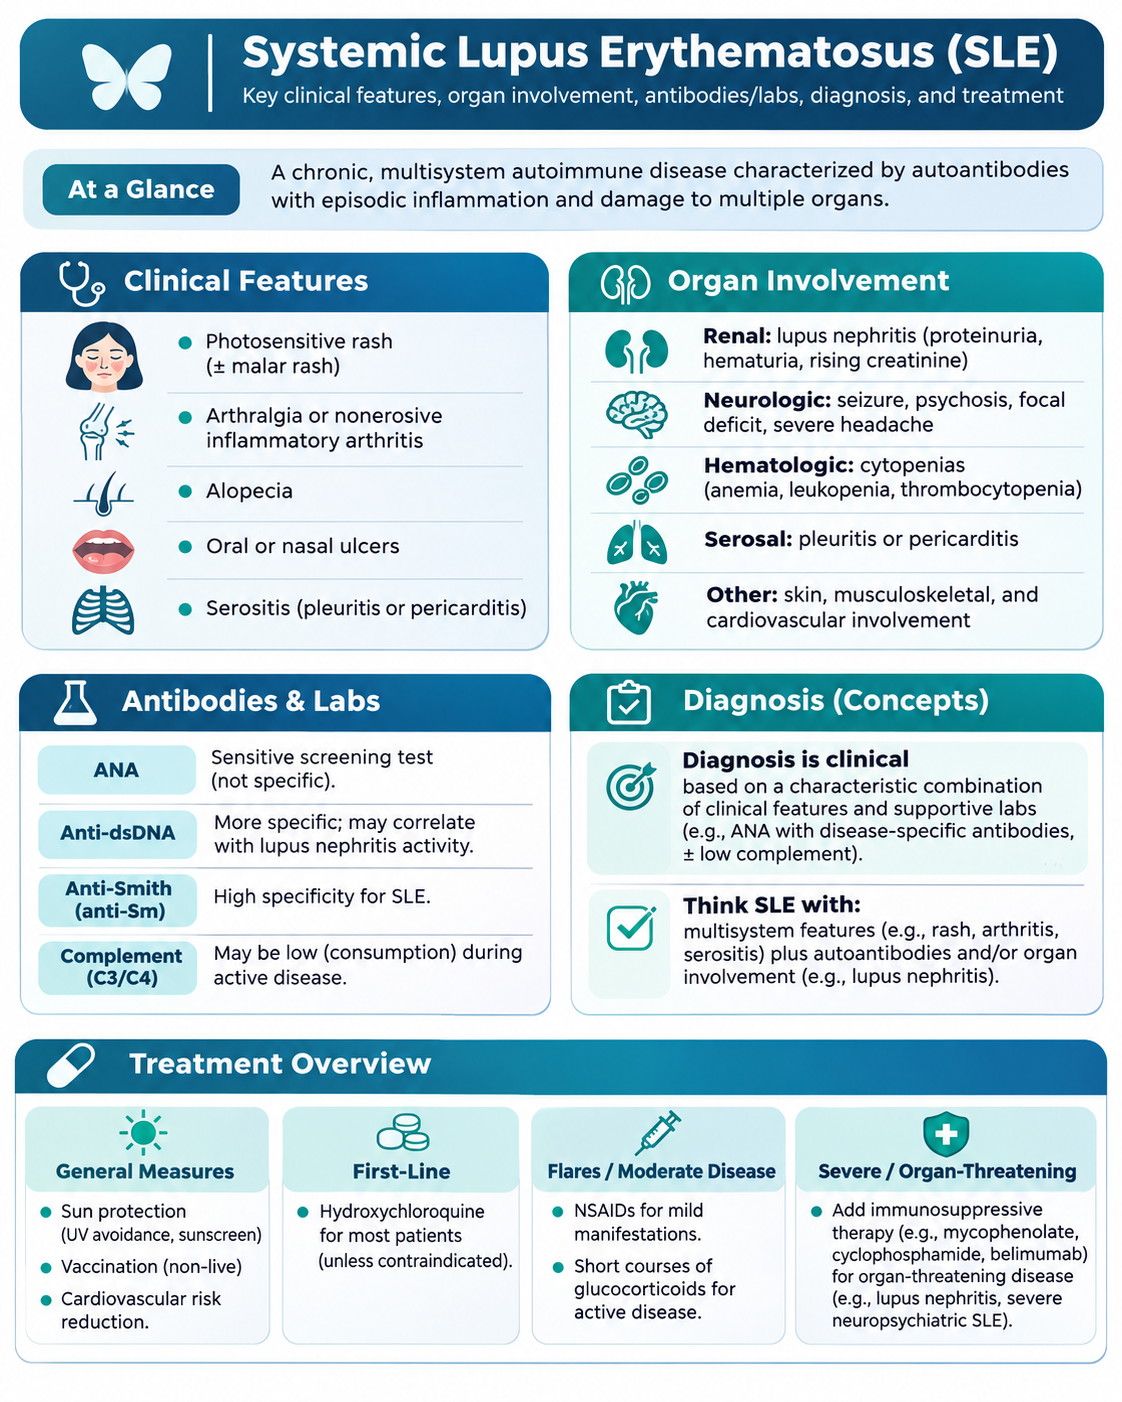 Systemic Lupus Erythematosus (SLE)
Key clinical features, organ involvement, antibodies/labs, diagnosis, and treatment
At a Glance
A chronic, multisystem autoimmune disease characterized by autoantibodies
with episodic inflammation and damage to multiple organs.
Clinical Features
Photosensitive rash
(± malar rash)
Arthralgia or nonerosive
inflammatory arthritis
Alopecia
Oral or nasal ulcers
Serositis (pleuritis or pericarditis)
Organ Involvement
Renal: lupus nephritis (proteinuria,
hematuria, rising creatinine)
Neurologic: seizure, psychosis, focal
deficit, severe headache
Hematologic: cytopenias
(anemia, leukopenia, thrombocytopenia)
Serosal: pleuritis or pericarditis
Other: skin, musculoskeletal, and
cardiovascular involvement
Antibodies & Labs
ANA
Sensitive screening test
(not specific).
Anti-dsDNA
More specific; may correlate
with lupus nephritis activity.
Anti-Smith
(anti-Sm)
High specificity for SLE.
Complement
(C3/C4)
May be low (consumption) during
active disease.
Diagnosis (Concepts)
Diagnosis is clinical
based on a characteristic combination
of clinical features and supportive labs
(e.g., ANA with disease-specific antibodies,
± low complement).
Think SLE with:
multisystem features (e.g., rash, arthritis,
serositis) plus autoantibodies and/or organ
involvement (e.g., lupus nephritis).
Treatment Overview
General Measures
Sun protection
(UV avoidance, sunscreen)
Vaccination (non-live)
Cardiovascular risk
reduction.
First-Line
Hydroxychloroquine
for most patients
(unless contraindicated).
Flares / Moderate Disease
NSAIDs for mild
manifestations.
Short courses of
glucocorticoids for
active disease.
Severe / Organ-Threatening
Add immunosuppressive
therapy (e.g., mycophenolate,
cyclophosphamide, belimumab)
for organ-threatening disease
(e.g., lupus nephritis, severe
neuropsychiatric SLE).